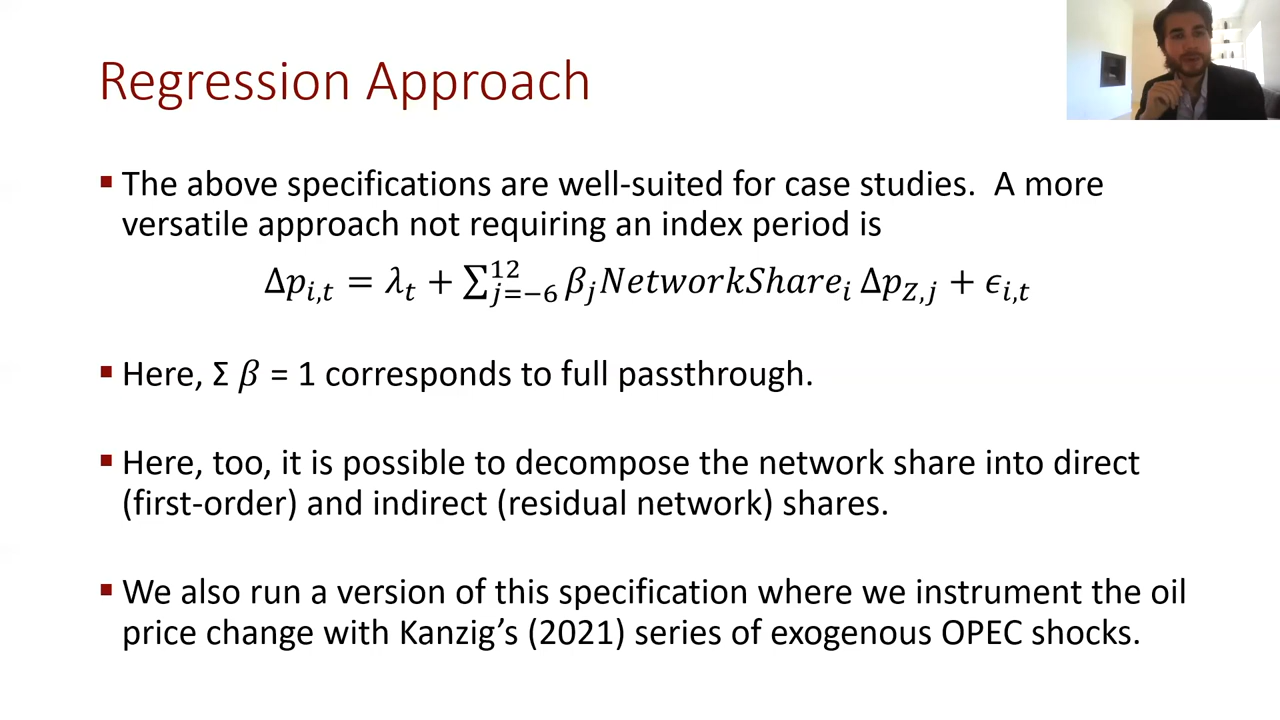 Regression Approach
▪ The above specifications are well-suited for case studies.  A more
versatile approach not requiring an index period is
Δp_{i,t} = λ_t + ∑_{j=−6}^{12} β_j NetworkShare_i Δp_{Z,j} + ϵ_{i,t}
▪ Here, Σ β = 1 corresponds to full passthrough.
▪ Here, too, it is possible to decompose the network share into direct
(first-order) and indirect (residual network) shares.
▪ We also run a version of this specification where we instrument the oil
price change with Kanzig’s (2021) series of exogenous OPEC shocks.